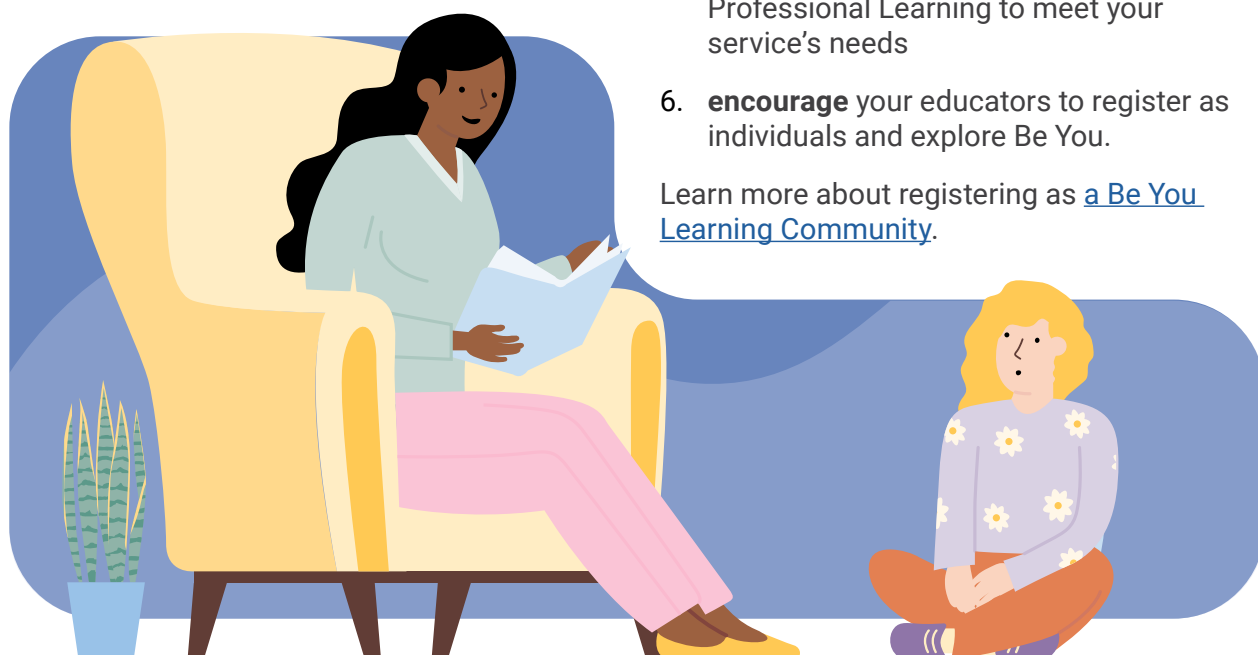 Professional Learning to meet your
service's needs
6. encourage your educators to register as
individuals and explore Be You.
Learn more about registering as a Be You
Learning Community.